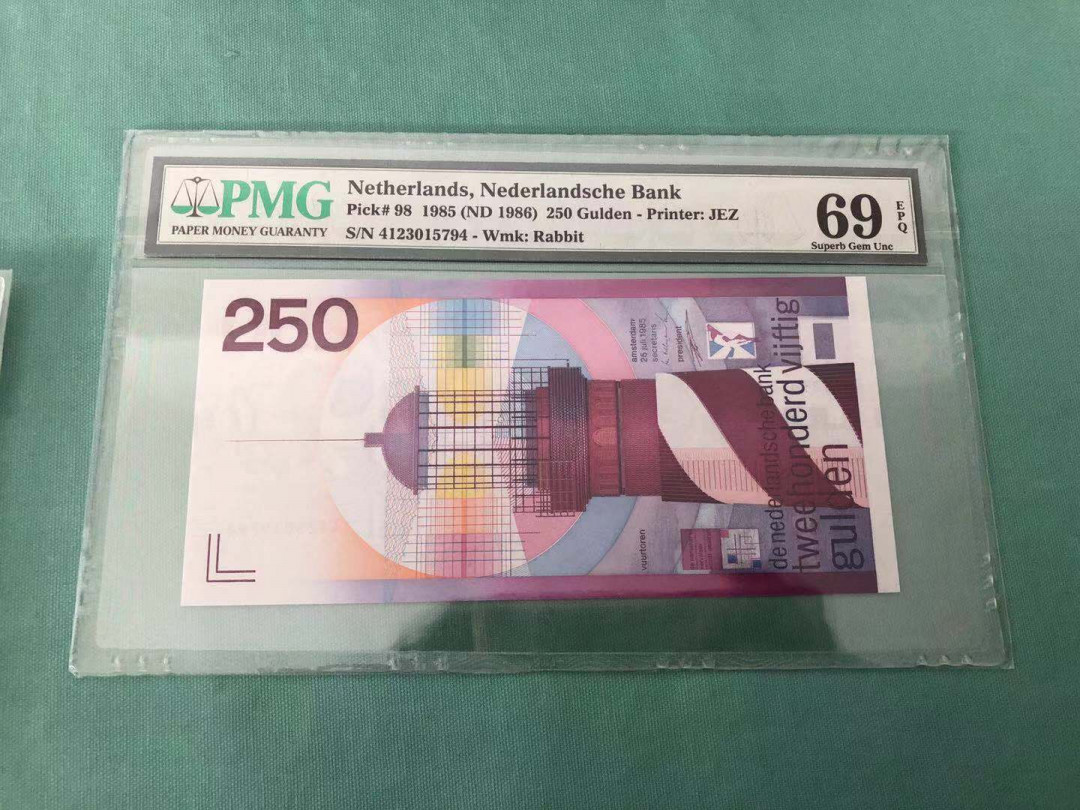 PMG
PAPER MONEY GUARANTY
Netherlands, Nederlandsche Bank
Pick# 98 1985 (ND 1986) 250 Gulden - Printer: JEZ
S/N 4123015794 - Wmk: Rabbit
69
EPQ
Superb Gem Unc
250
amsterdam
25 juli 1985
secretaris
president
vuurtoren
de nederlandsche bank
tweehonderd vijftig
gulden